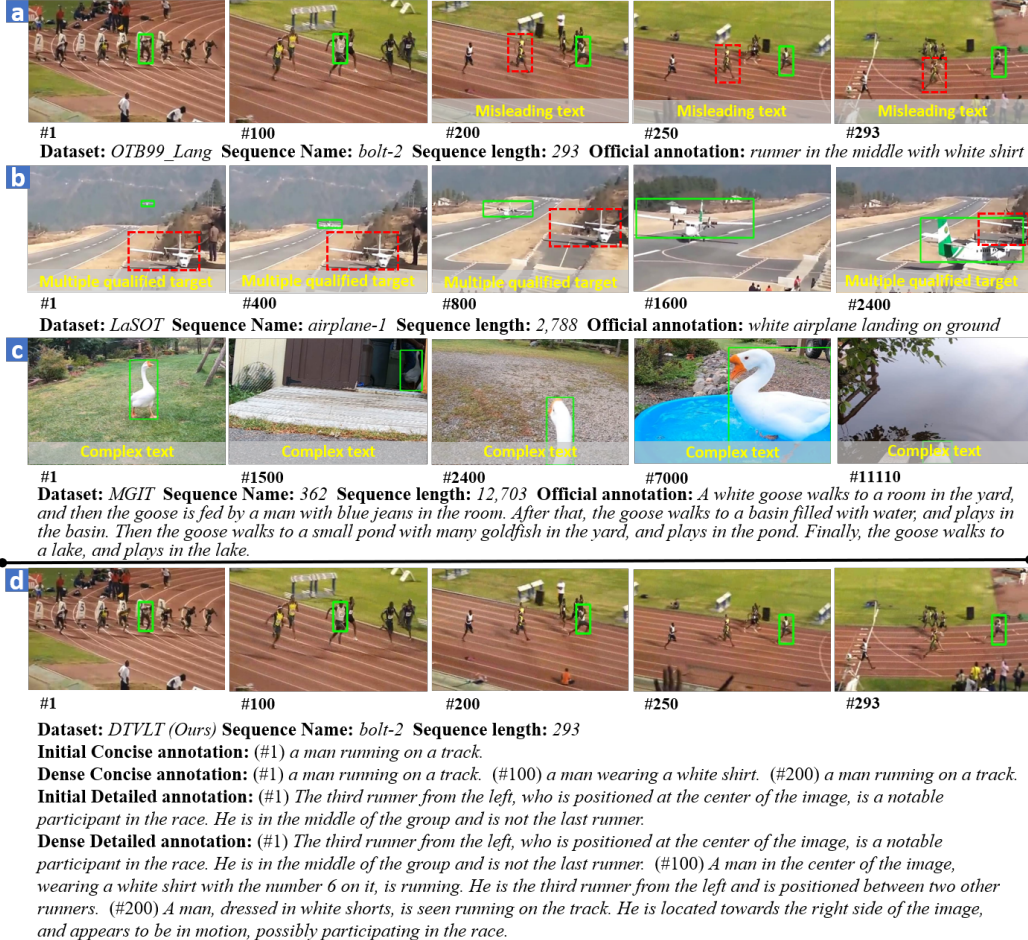 a
Misleading text
Misleading text
Misleading text
#1
#100
#200
#250
#293
Dataset: OTB99_Lang Sequence Name: bolt-2 Sequence length: 293 Official annotation: runner in the middle with white shirt
b
Multiple qualified target
Multiple qualified target
Multiple qualified target
Multiple qualified target
#1
#400
#800
#1600
#2400
Dataset: LaSOT Sequence Name: airplane-1 Sequence length: 2,788 Official annotation: white airplane landing on ground
c
Complex text
Complex text
Complex text
Complex text
Complex text
#1
#1500
#2400
#7000
#11110
Dataset: MGIT Sequence Name: 362 Sequence length: 12,703 Official annotation: A white goose walks to a room in the yard,
and then the goose is fed by a man with blue jeans in the room. After that, the goose walks to a basin filled with water, and plays in
the basin. Then the goose walks to a small pond with many goldfish in the yard, and plays in the pond. Finally, the goose walks to
a lake, and plays in the lake.
d
#1
#100
#200
#250
#293
Dataset: DTVLT (Ours) Sequence Name: bolt-2 Sequence length: 293
Initial Concise annotation: (#1) a man running on a track.
Dense Concise annotation: (#1) a man running on a track. (#100) a man wearing a white shirt. (#200) a man running on a track.
Initial Detailed annotation: (#1) The third runner from the left, who is positioned at the center of the image, is a notable
participant in the race. He is in the middle of the group and is not the last runner.
Dense Detailed annotation: (#1) The third runner from the left, who is positioned at the center of the image, is a notable
participant in the race. He is in the middle of the group and is not the last runner. (#100) A man in the center of the image,
wearing a white shirt with the number 6 on it, is running. He is the third runner from the left and is positioned between two other
runners. (#200) A man, dressed in white shorts, is seen running on the track. He is located towards the right side of the image,
and appears to be in motion, possibly participating in the race.